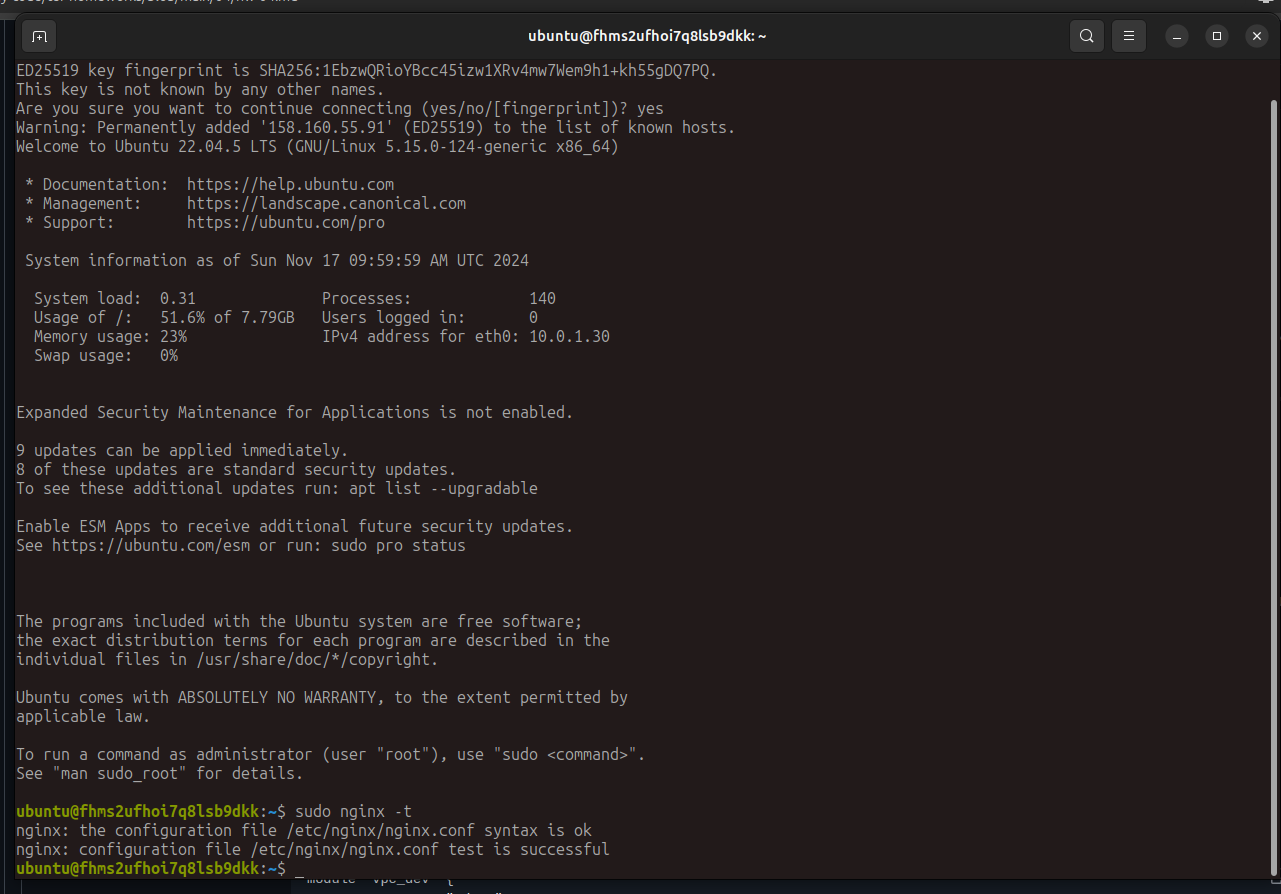 ubuntu@fhms2ufhoi7q8lsb9dkk: ~
ED25519 key fingerprint is SHA256:1EbzwQRioYBcc45izw1XRv4mw7Wem9h1+kh55gDQ7PQ.
This key is not known by any other names.
Are you sure you want to continue connecting (yes/no/[fingerprint])? yes
Warning: Permanently added '158.160.55.91' (ED25519) to the list of known hosts.
Welcome to Ubuntu 22.04.5 LTS (GNU/Linux 5.15.0-124-generic x86_64)
* Documentation:  https://help.ubuntu.com
* Management:     https://landscape.canonical.com
* Support:        https://ubuntu.com/pro
System information as of Sun Nov 17 09:59:59 AM UTC 2024
System load:  0.31              Processes:             140
Usage of /:   51.6% of 7.79GB   Users logged in:       0
Memory usage: 23%               IPv4 address for eth0: 10.0.1.30
Swap usage:   0%
Expanded Security Maintenance for Applications is not enabled.
9 updates can be applied immediately.
8 of these updates are standard security updates.
To see these additional updates run: apt list --upgradable
Enable ESM Apps to receive additional future security updates.
See https://ubuntu.com/esm or run: sudo pro status
The programs included with the Ubuntu system are free software;
the exact distribution terms for each program are described in the
individual files in /usr/share/doc/*/copyright.
Ubuntu comes with ABSOLUTELY NO WARRANTY, to the extent permitted by
applicable law.
To run a command as administrator (user "root"), use "sudo <command>".
See "man sudo_root" for details.
ubuntu@fhms2ufhoi7q8lsb9dkk:~$ sudo nginx -t
nginx: the configuration file /etc/nginx/nginx.conf syntax is ok
nginx: configuration file /etc/nginx/nginx.conf test is successful
ubuntu@fhms2ufhoi7q8lsb9dkk:~$ _